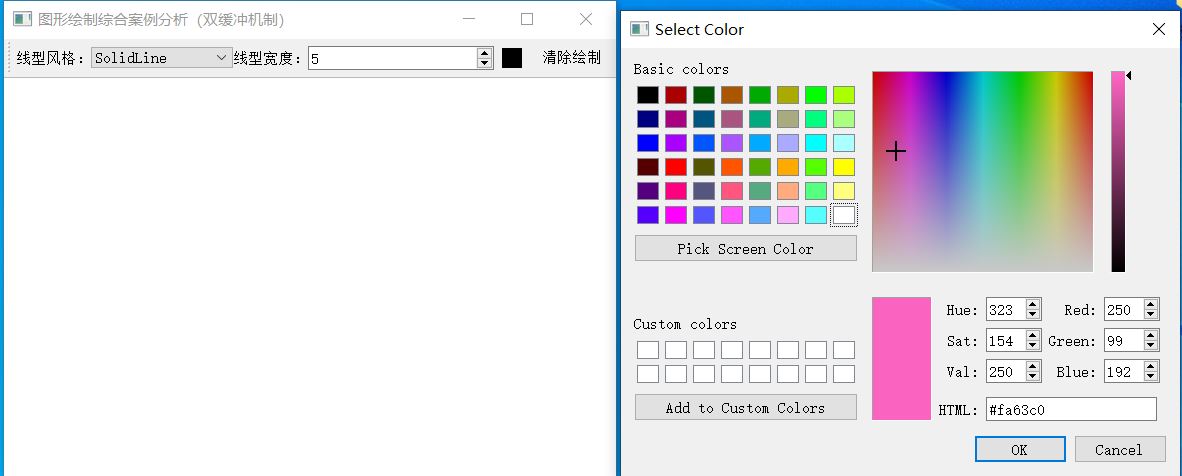 图形绘制综合案例分析（双缓冲机制）
线型风格： SolidLine 线型宽度： 5 清除绘制
Select Color
Basic colors
Pick Screen Color
Custom colors
Add to Custom Colors
Hue: 323 Red: 250
Sat: 154 Green: 99
Val: 250 Blue: 192
HTML: #fa63c0
OK Cancel